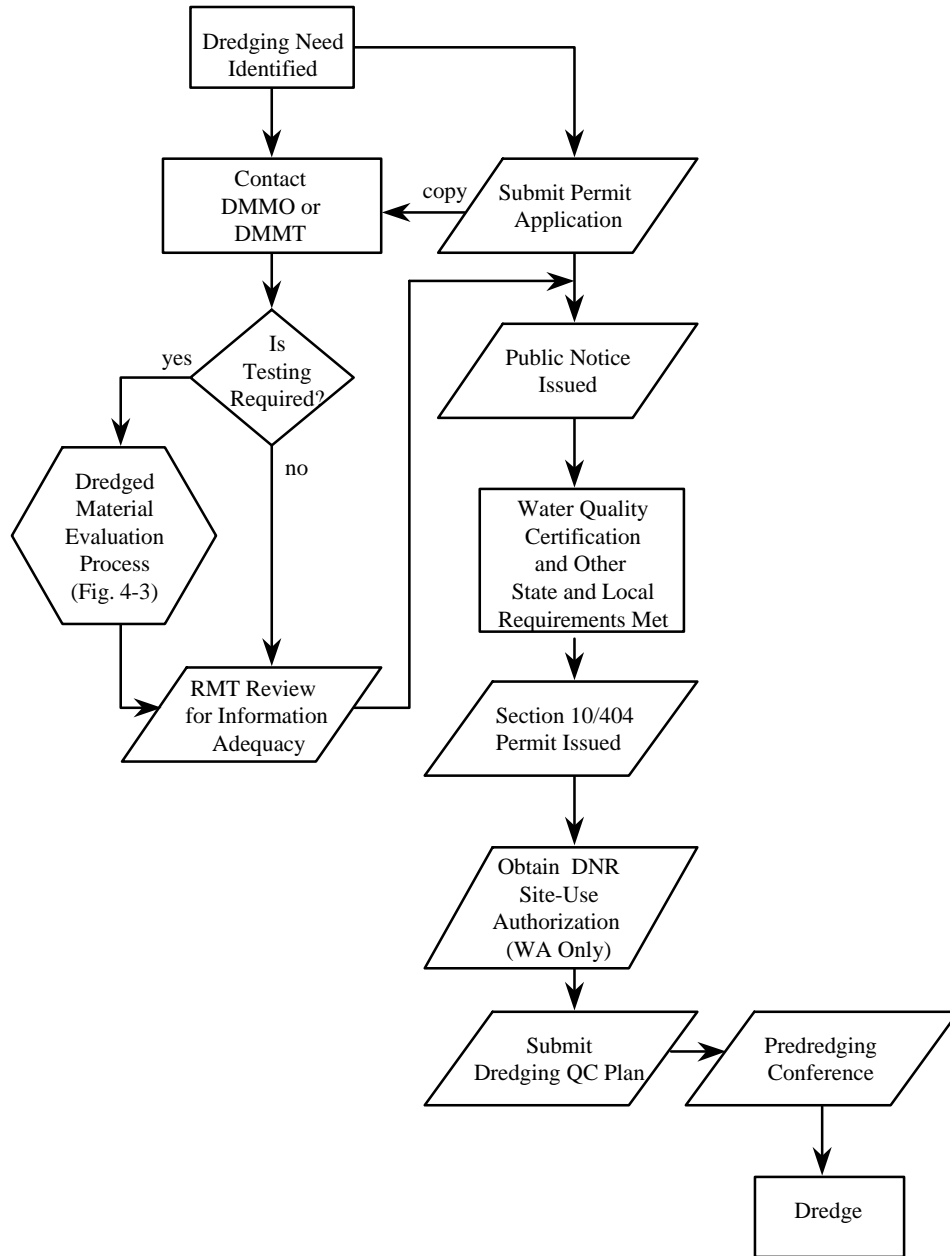 Dredging Need
Identified
Contact
DMMO or
DMMT
copy
Submit Permit
Application
Is
Testing
Required?
yes
no
Public Notice
Issued
Dredged
Material
Evaluation
Process
(Fig. 4-3)
Water Quality
Certification
and Other
State and Local
Requirements Met
RMT Review
for Information
Adequacy
Section 10/404
Permit Issued
Obtain DNR
Site-Use
Authorization
(WA Only)
Submit
Dredging QC Plan
Predredging
Conference
Dredge